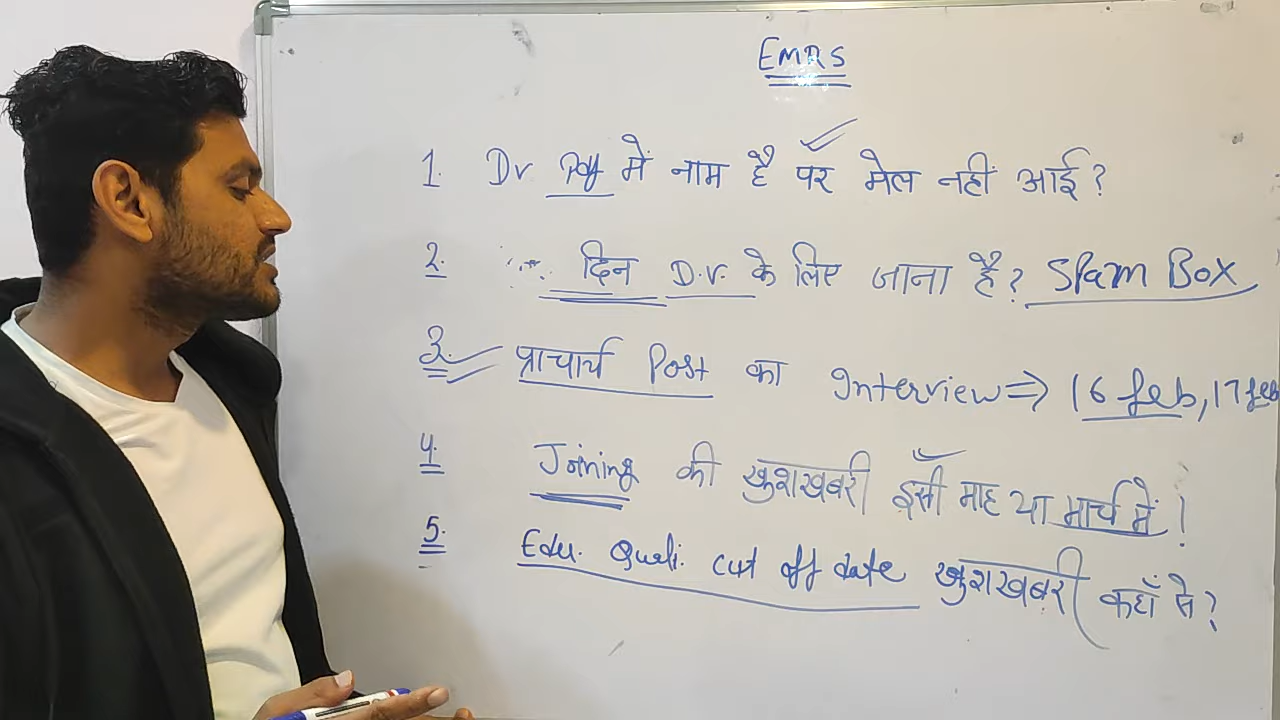 EMRS
1. Dv Pdf में नाम है पर मेल नहीं आई?
2. दिन D.V. के लिए जाना है? SPam Box
3. प्राचार्य Post का Interview ⇒ 16 feb, 17 feb
4. Joining की खुशखबरी इसी माह या मार्च में!
5. Edu. Quali. cut off date खुशखबरी कहाँ से?